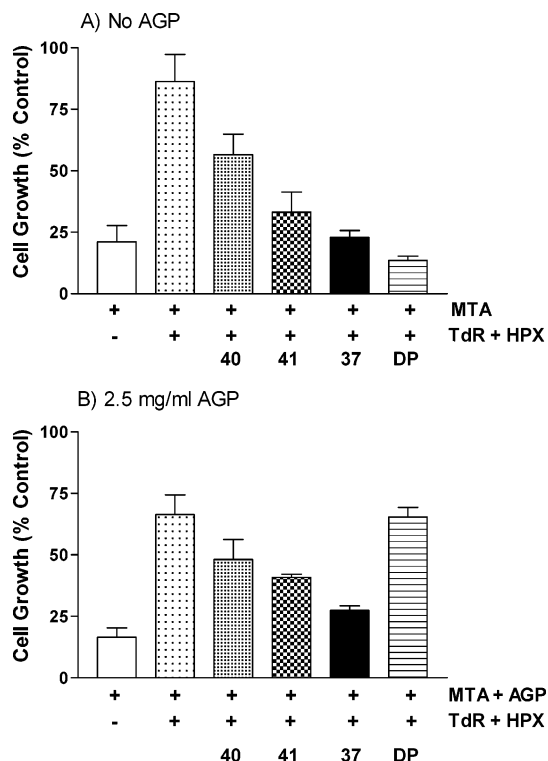 A) No AGP
Cell Growth (% Control)
100
75
50
25
0
+ + + + + + MTA
- + + + + + TdR + HPX
40 41 37 DP
B) 2.5 mg/ml AGP
Cell Growth (% Control)
100
75
50
25
0
+ + + + + + MTA + AGP
- + + + + + TdR + HPX
40 41 37 DP